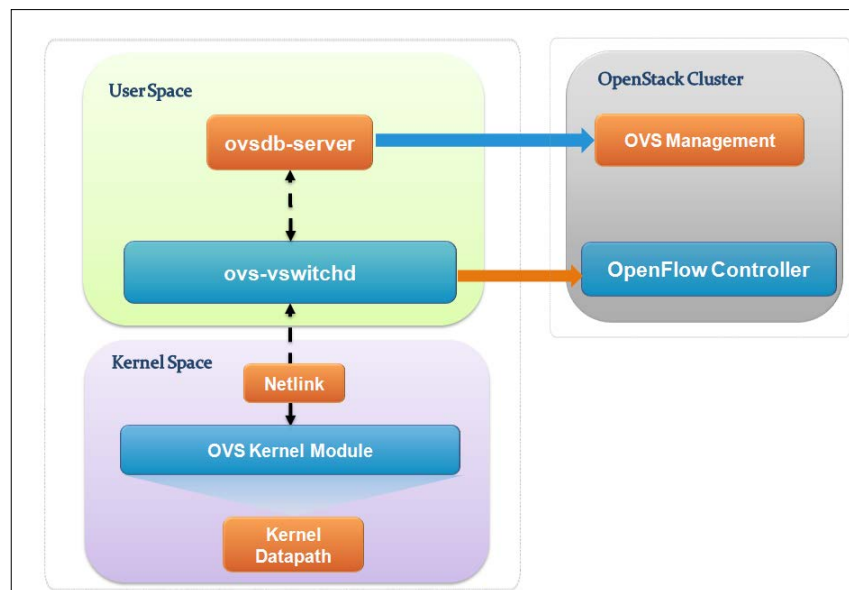 User Space
ovsdb-server
ovs-vswitchd
Kernel Space
Netlink
OVS Kernel Module
Kernel
Datapath
OpenStack Cluster
OVS Management
OpenFlow Controller